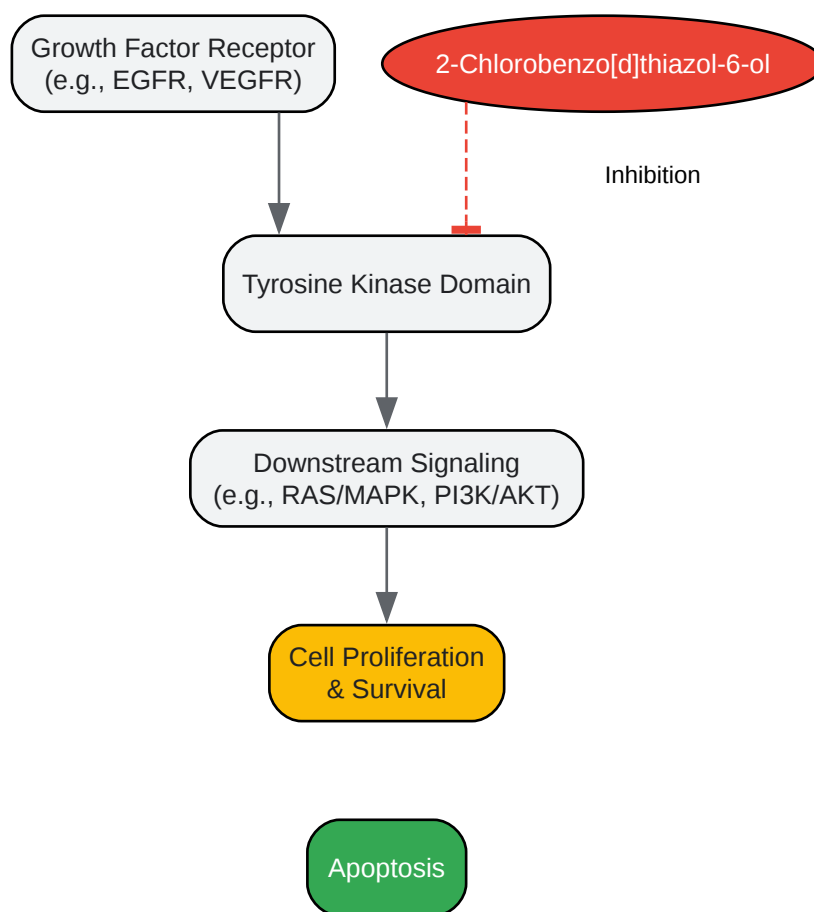 Growth Factor Receptor
(e.g., EGFR, VEGFR)
2-Chlorobenzo[d]thiazol-6-ol
Inhibition
Tyrosine Kinase Domain
Downstream Signaling
(e.g., RAS/MAPK, PI3K/AKT)
Cell Proliferation
& Survival
Apoptosis